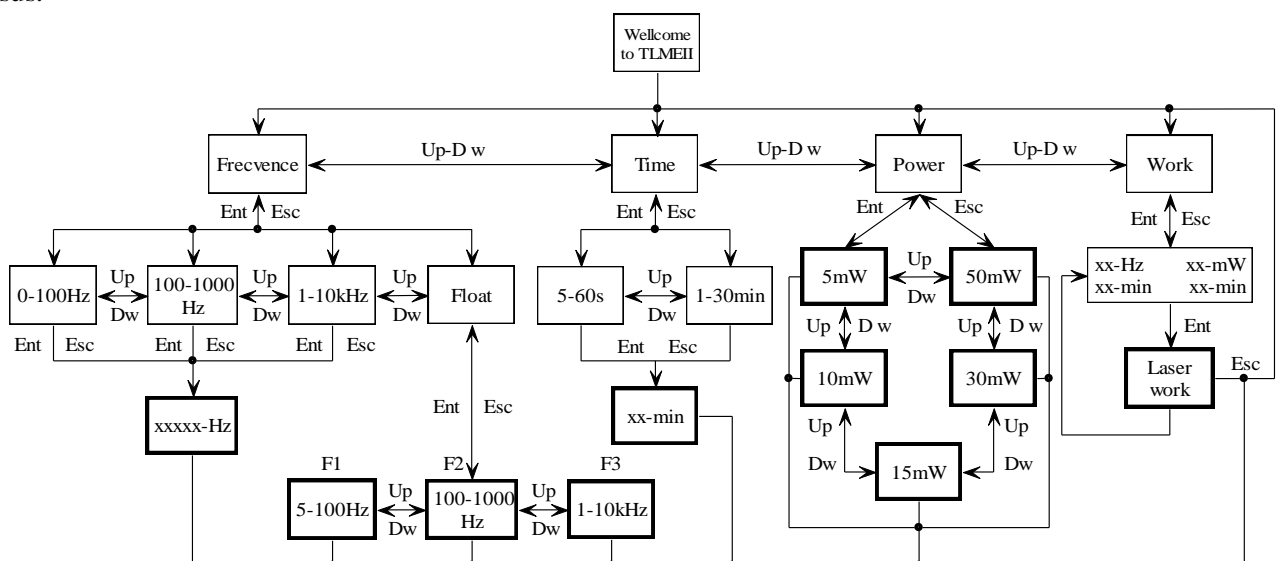 Wellcome
to TLMEII
Frecvence
Up-D w
Time
Up-D w
Power
Up-D w
Work
Ent Esc
Ent Esc
Ent Esc
Ent Esc
0-100Hz
Up
Dw
100-1000
Hz
Up
Dw
1-10kHz
Up
Dw
Float
5-60s
Up
Dw
1-30min
5mW
Up
Dw
50mW
xx-Hz xx-mW
xx-min xx-min
Ent Esc
Ent Esc
Ent Esc
Ent Esc
Up D w
Up D w
Ent
10mW
30mW
Laser
work
Esc
xxxxx-Hz
Ent Esc
xx-min
Up
Dw
15mW
Up
Dw
F1
F2
F3
5-100Hz
Up
Dw
100-1000
Hz
Up
Dw
1-10kHz